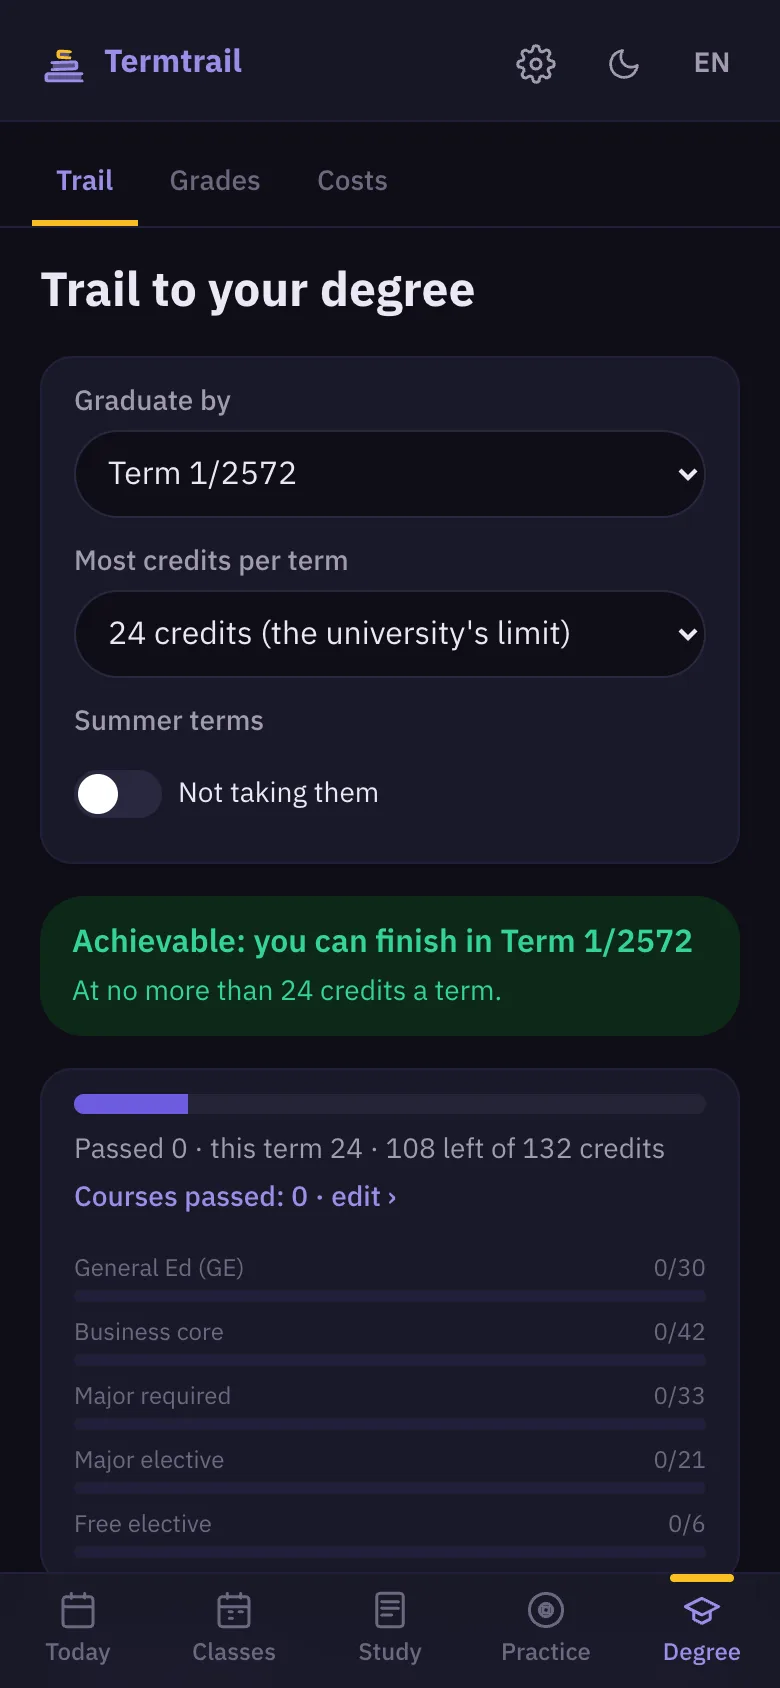 Termtrail
EN
Trail
Grades
Costs
Trail to your degree
Graduate by
Term 1/2572
Most credits per term
24 credits (the university's limit)
Summer terms
Not taking them
Achievable: you can finish in Term 1/2572
At no more than 24 credits a term.
Passed 0 · this term 24 · 108 left of 132 credits
Courses passed: 0 · edit ›
General Ed (GE) 0/30
Business core 0/42
Major required 0/33
Major elective 0/21
Free elective 0/6
Today
Classes
Study
Practice
Degree